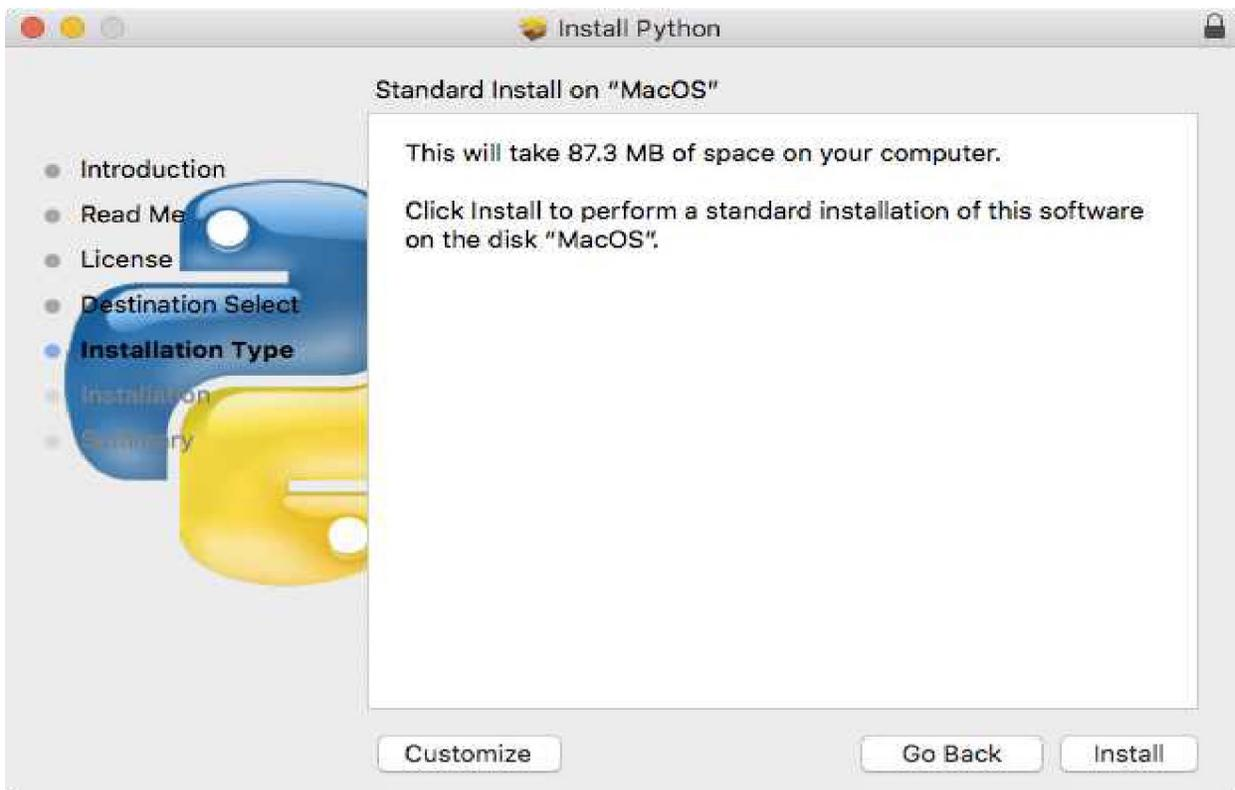 Install Python
Standard Install on "MacOS"
This will take 87.3 MB of space on your computer.
Click Install to perform a standard installation of this software
on the disk "MacOS".
Introduction
Read Me
License
Destination Select
Installation Type
Installation
Summary
Customize
Go Back
Install